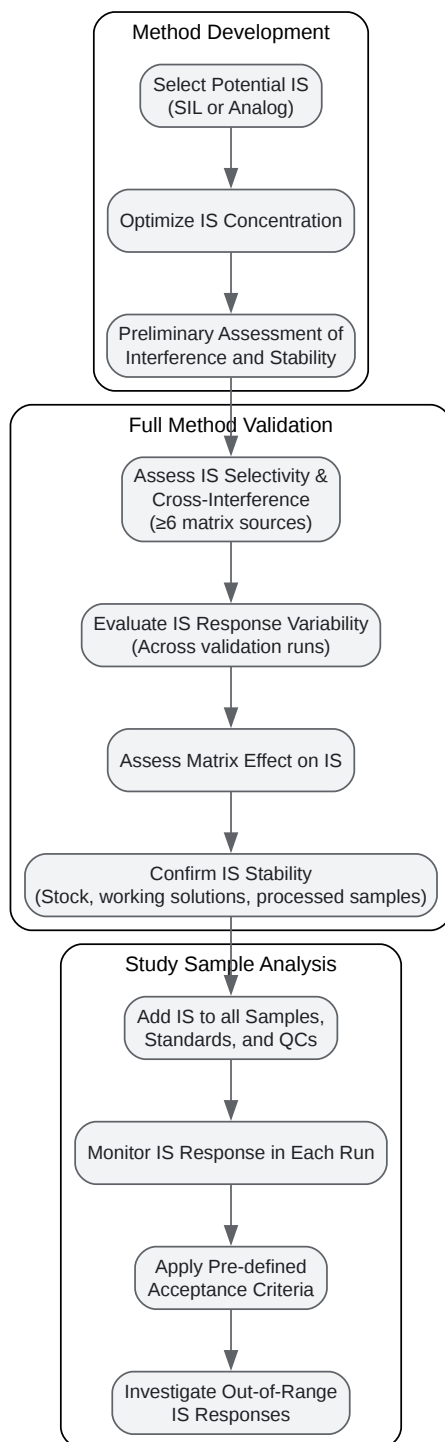 Method Development
Select Potential IS
(SIL or Analog)
Optimize IS Concentration
Preliminary Assessment of
Interference and Stability
Full Method Validation
Assess IS Selectivity &
Cross-Interference
(≥6 matrix sources)
Evaluate IS Response Variability
(Across validation runs)
Assess Matrix Effect on IS
Confirm IS Stability
(Stock, working solutions, processed samples)
Study Sample Analysis
Add IS to all Samples,
Standards, and QCs
Monitor IS Response in Each Run
Apply Pre-defined
Acceptance Criteria
Investigate Out-of-Range
IS Responses